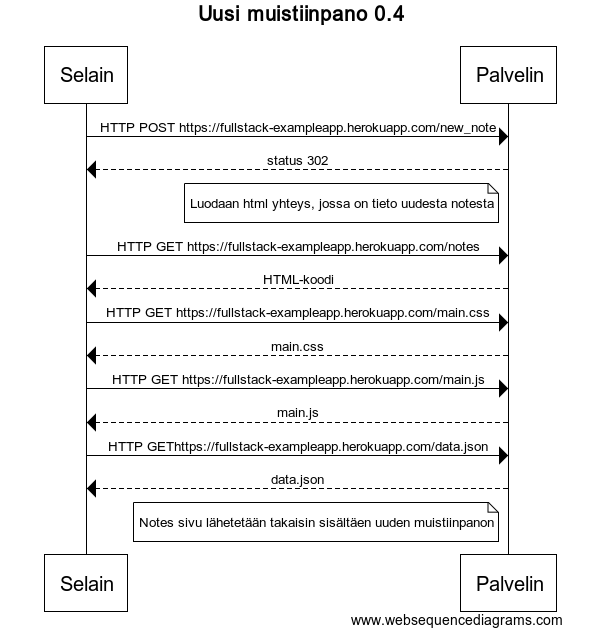 Uusi muistiinpano 0.4
Selain
Palvelin
HTTP POST https://fullstack-exampleapp.herokuapp.com/new_note
status 302
Luodaan html yhteys, jossa on tieto uudesta notesta
HTTP GET https://fullstack-exampleapp.herokuapp.com/notes
HTML-koodi
HTTP GET https://fullstack-exampleapp.herokuapp.com/main.css
main.css
HTTP GET https://fullstack-exampleapp.herokuapp.com/main.js
main.js
HTTP GEThttps://fullstack-exampleapp.herokuapp.com/data.json
data.json
Notes sivu lähetetään takaisin sisältäen uuden muistiinpanon
Selain
Palvelin
www.websequencediagrams.com